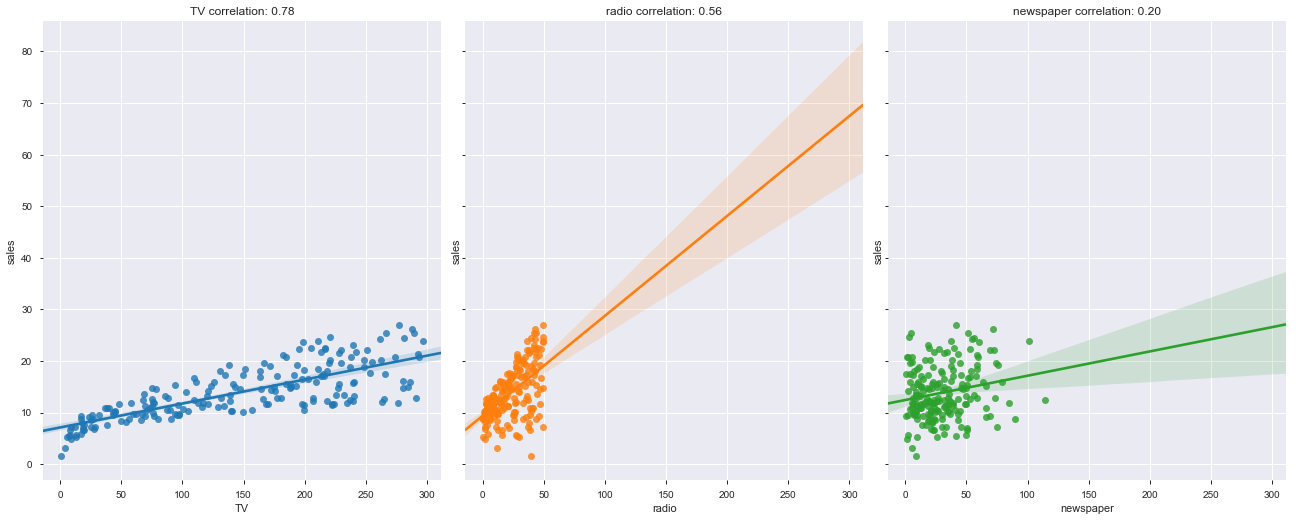 TV correlation: 0.78
radio correlation: 0.56
newspaper correlation: 0.20
80
70
60
50
40
30
20
10
0
sales
sales
sales
0 50 100 150 200 250 300
0 50 100 150 200 250 300
0 50 100 150 200 250 300
TV
radio
newspaper